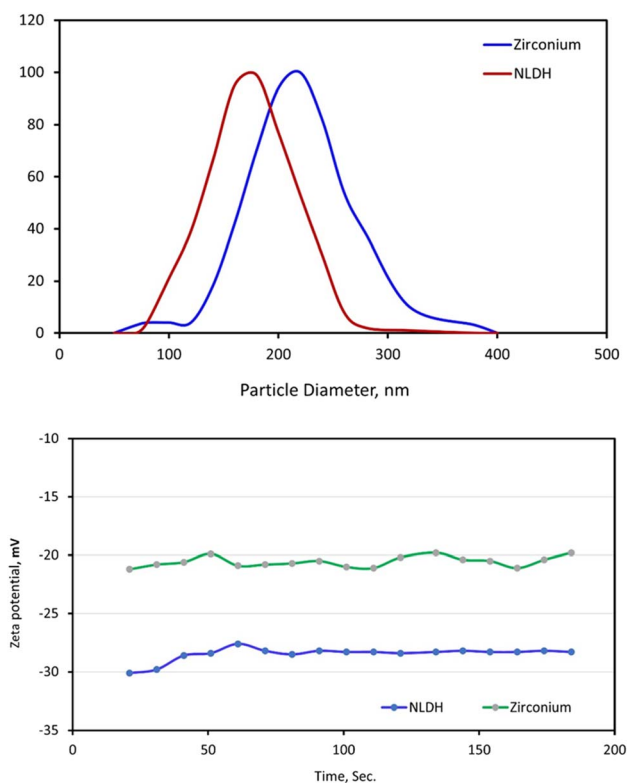 120
100
80
60
40
20
0
Zirconium
NLDH
0 100 200 300 400 500
Particle Diameter, nm
-10
-15
-20
-25
-30
-35
Zeta potential, mV
NLDH Zirconium
0 50 100 150 200
Time, Sec.